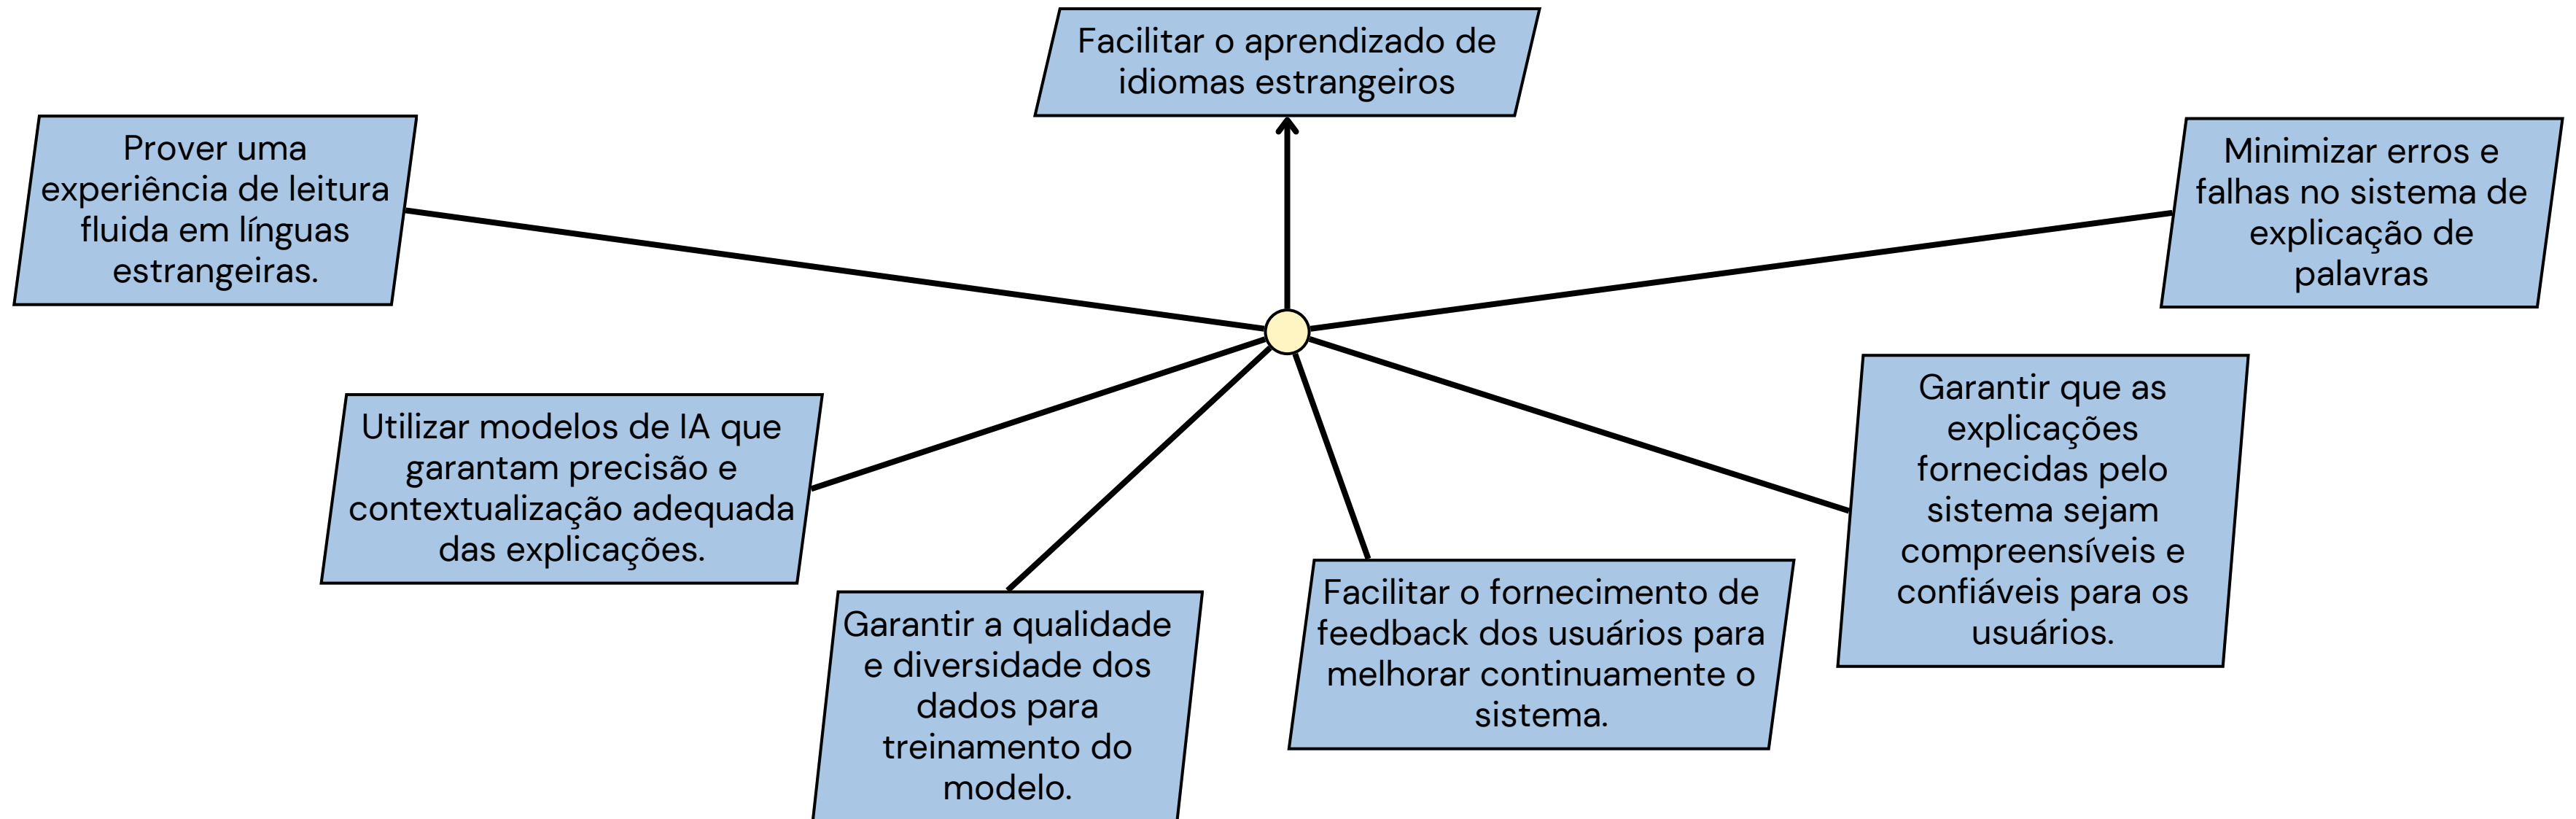 Facilitar o aprendizado de
idiomas estrangeiros
Prover uma
experiência de leitura
fluida em línguas
estrangeiras.
Minimizar erros e
falhas no sistema de
explicação de
palavras
Utilizar modelos de IA que
garantam precisão e
contextualização adequada
das explicações.
Garantir que as
explicações
fornecidas pelo
sistema sejam
compreensíveis e
confiáveis para os
usuários.
Garantir a qualidade
e diversidade dos
dados para
treinamento do
modelo.
Facilitar o fornecimento de
feedback dos usuários para
melhorar continuamente o
sistema.